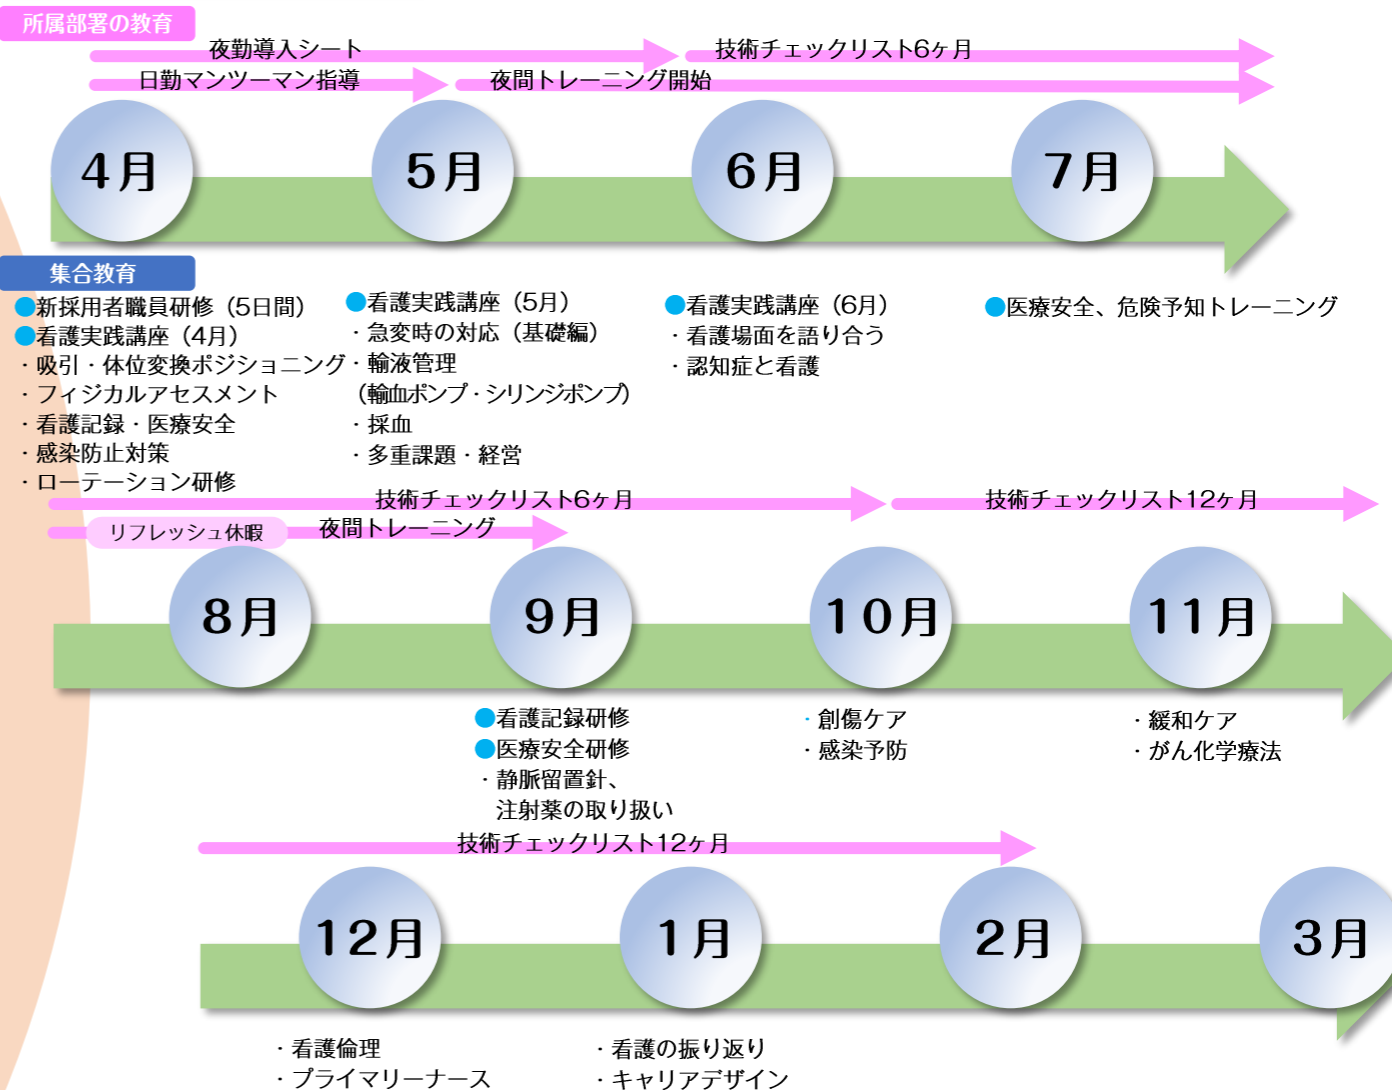 所属部署の教育
夜勤導入シート
技術チェックリスト6ヶ月
日勤マンツーマン指導
夜間トレーニング開始
4月
5月
6月
7月
集合教育
●新採用者職員研修（5日間）
●看護実践講座（4月）
・吸引・体位変換ポジショニング
・フィジカルアセスメント
・看護記録・医療安全
・感染防止対策
・ローテーション研修
●看護実践講座（5月）
・急変時の対応（基礎編）
・輸液管理
（輸血ポンプ・シリンジポンプ）
・採血
・多重課題・経営
●看護実践講座（6月）
・看護場面を語り合う
・認知症と看護
●医療安全、危険予知トレーニング
技術チェックリスト6ヶ月
技術チェックリスト12ヶ月
リフレッシュ休暇
夜間トレーニング
8月
9月
10月
11月
●看護記録研修
●医療安全研修
・静脈留置針、
注射薬の取り扱い
・創傷ケア
・感染予防
・緩和ケア
・がん化学療法
技術チェックリスト12ヶ月
12月
1月
2月
3月
・看護倫理
・プライマリーナース
・看護の振り返り
・キャリアデザイン